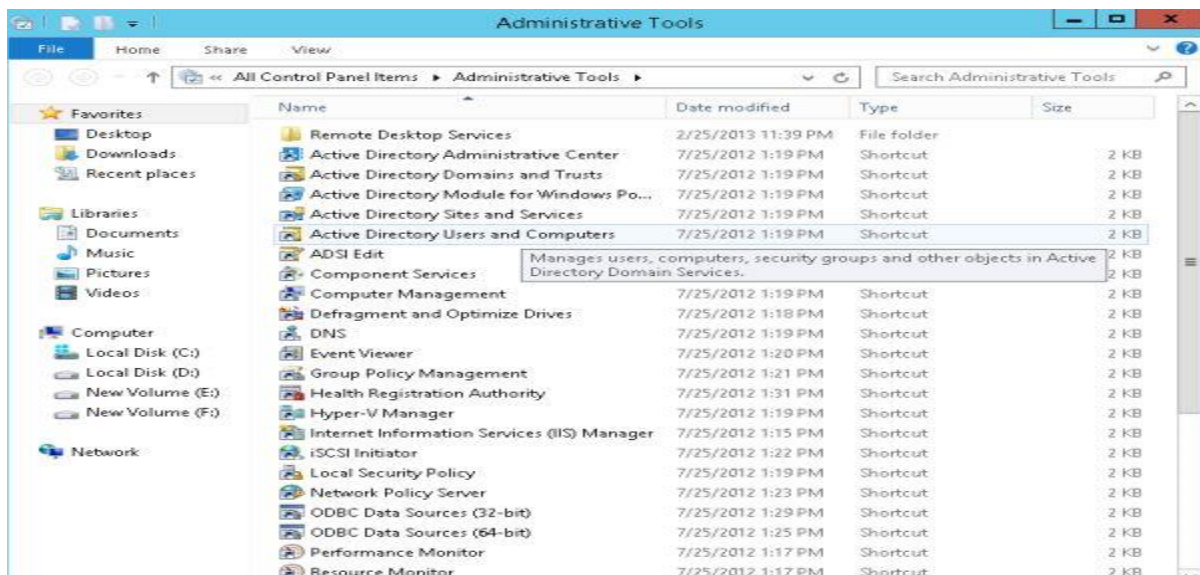 Administrative Tools
File Home Share View
« All Control Panel Items ▸ Administrative Tools ▸ Search Administrative Tools
Favorites
Desktop
Downloads
Recent places
Libraries
Documents
Music
Pictures
Videos
Computer
Local Disk (C:)
Local Disk (D:)
New Volume (E:)
New Volume (F:)
Network
Name Date modified Type Size
Remote Desktop Services 2/25/2013 11:39 PM File folder
Active Directory Administrative Center 7/25/2012 1:19 PM Shortcut 2 KB
Active Directory Domains and Trusts 7/25/2012 1:19 PM Shortcut 2 KB
Active Directory Module for Windows Po... 7/25/2012 1:19 PM Shortcut 2 KB
Active Directory Sites and Services 7/25/2012 1:19 PM Shortcut 2 KB
Active Directory Users and Computers 7/25/2012 1:19 PM Shortcut 2 KB
ADSI Edit 2 KB
Manages users, computers, security groups and other objects in Active
Directory Domain Services.
Component Services 2 KB
Computer Management 7/25/2012 1:19 PM Shortcut 2 KB
Defragment and Optimize Drives 7/25/2012 1:18 PM Shortcut 2 KB
DNS 7/25/2012 1:19 PM Shortcut 2 KB
Event Viewer 7/25/2012 1:20 PM Shortcut 2 KB
Group Policy Management 7/25/2012 1:21 PM Shortcut 2 KB
Health Registration Authority 7/25/2012 1:31 PM Shortcut 2 KB
Hyper-V Manager 7/25/2012 1:19 PM Shortcut 2 KB
Internet Information Services (IIS) Manager 7/25/2012 1:15 PM Shortcut 2 KB
iSCSI Initiator 7/25/2012 1:22 PM Shortcut 2 KB
Local Security Policy 7/25/2012 1:19 PM Shortcut 2 KB
Network Policy Server 7/25/2012 1:23 PM Shortcut 2 KB
ODBC Data Sources (32-bit) 7/25/2012 1:29 PM Shortcut 2 KB
ODBC Data Sources (64-bit) 7/25/2012 1:25 PM Shortcut 2 KB
Performance Monitor 7/25/2012 1:17 PM Shortcut 2 KB
Resource Monitor 7/25/2012 1:17 PM Shortcut 2 KB